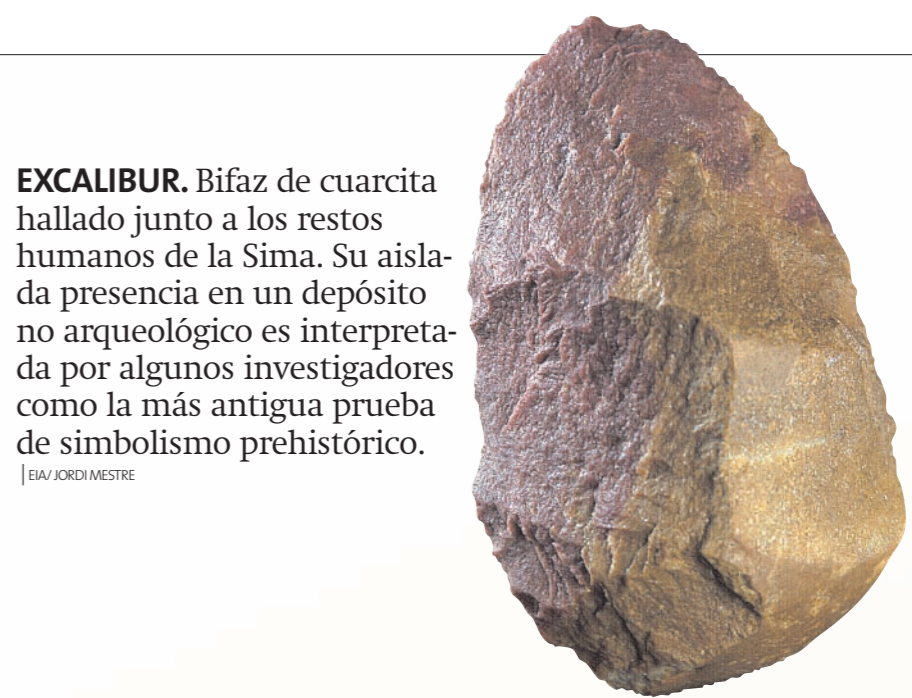 EXCALIBUR. Bifaz de cuarcita
hallado junto a los restos
humanos de la Sima. Su aisla-
da presencia en un depósito
no arqueológico es interpreta-
da por algunos investigadores
como la más antigua prueba
de simbolismo prehistórico.
| EIA/ JORDI MESTRE